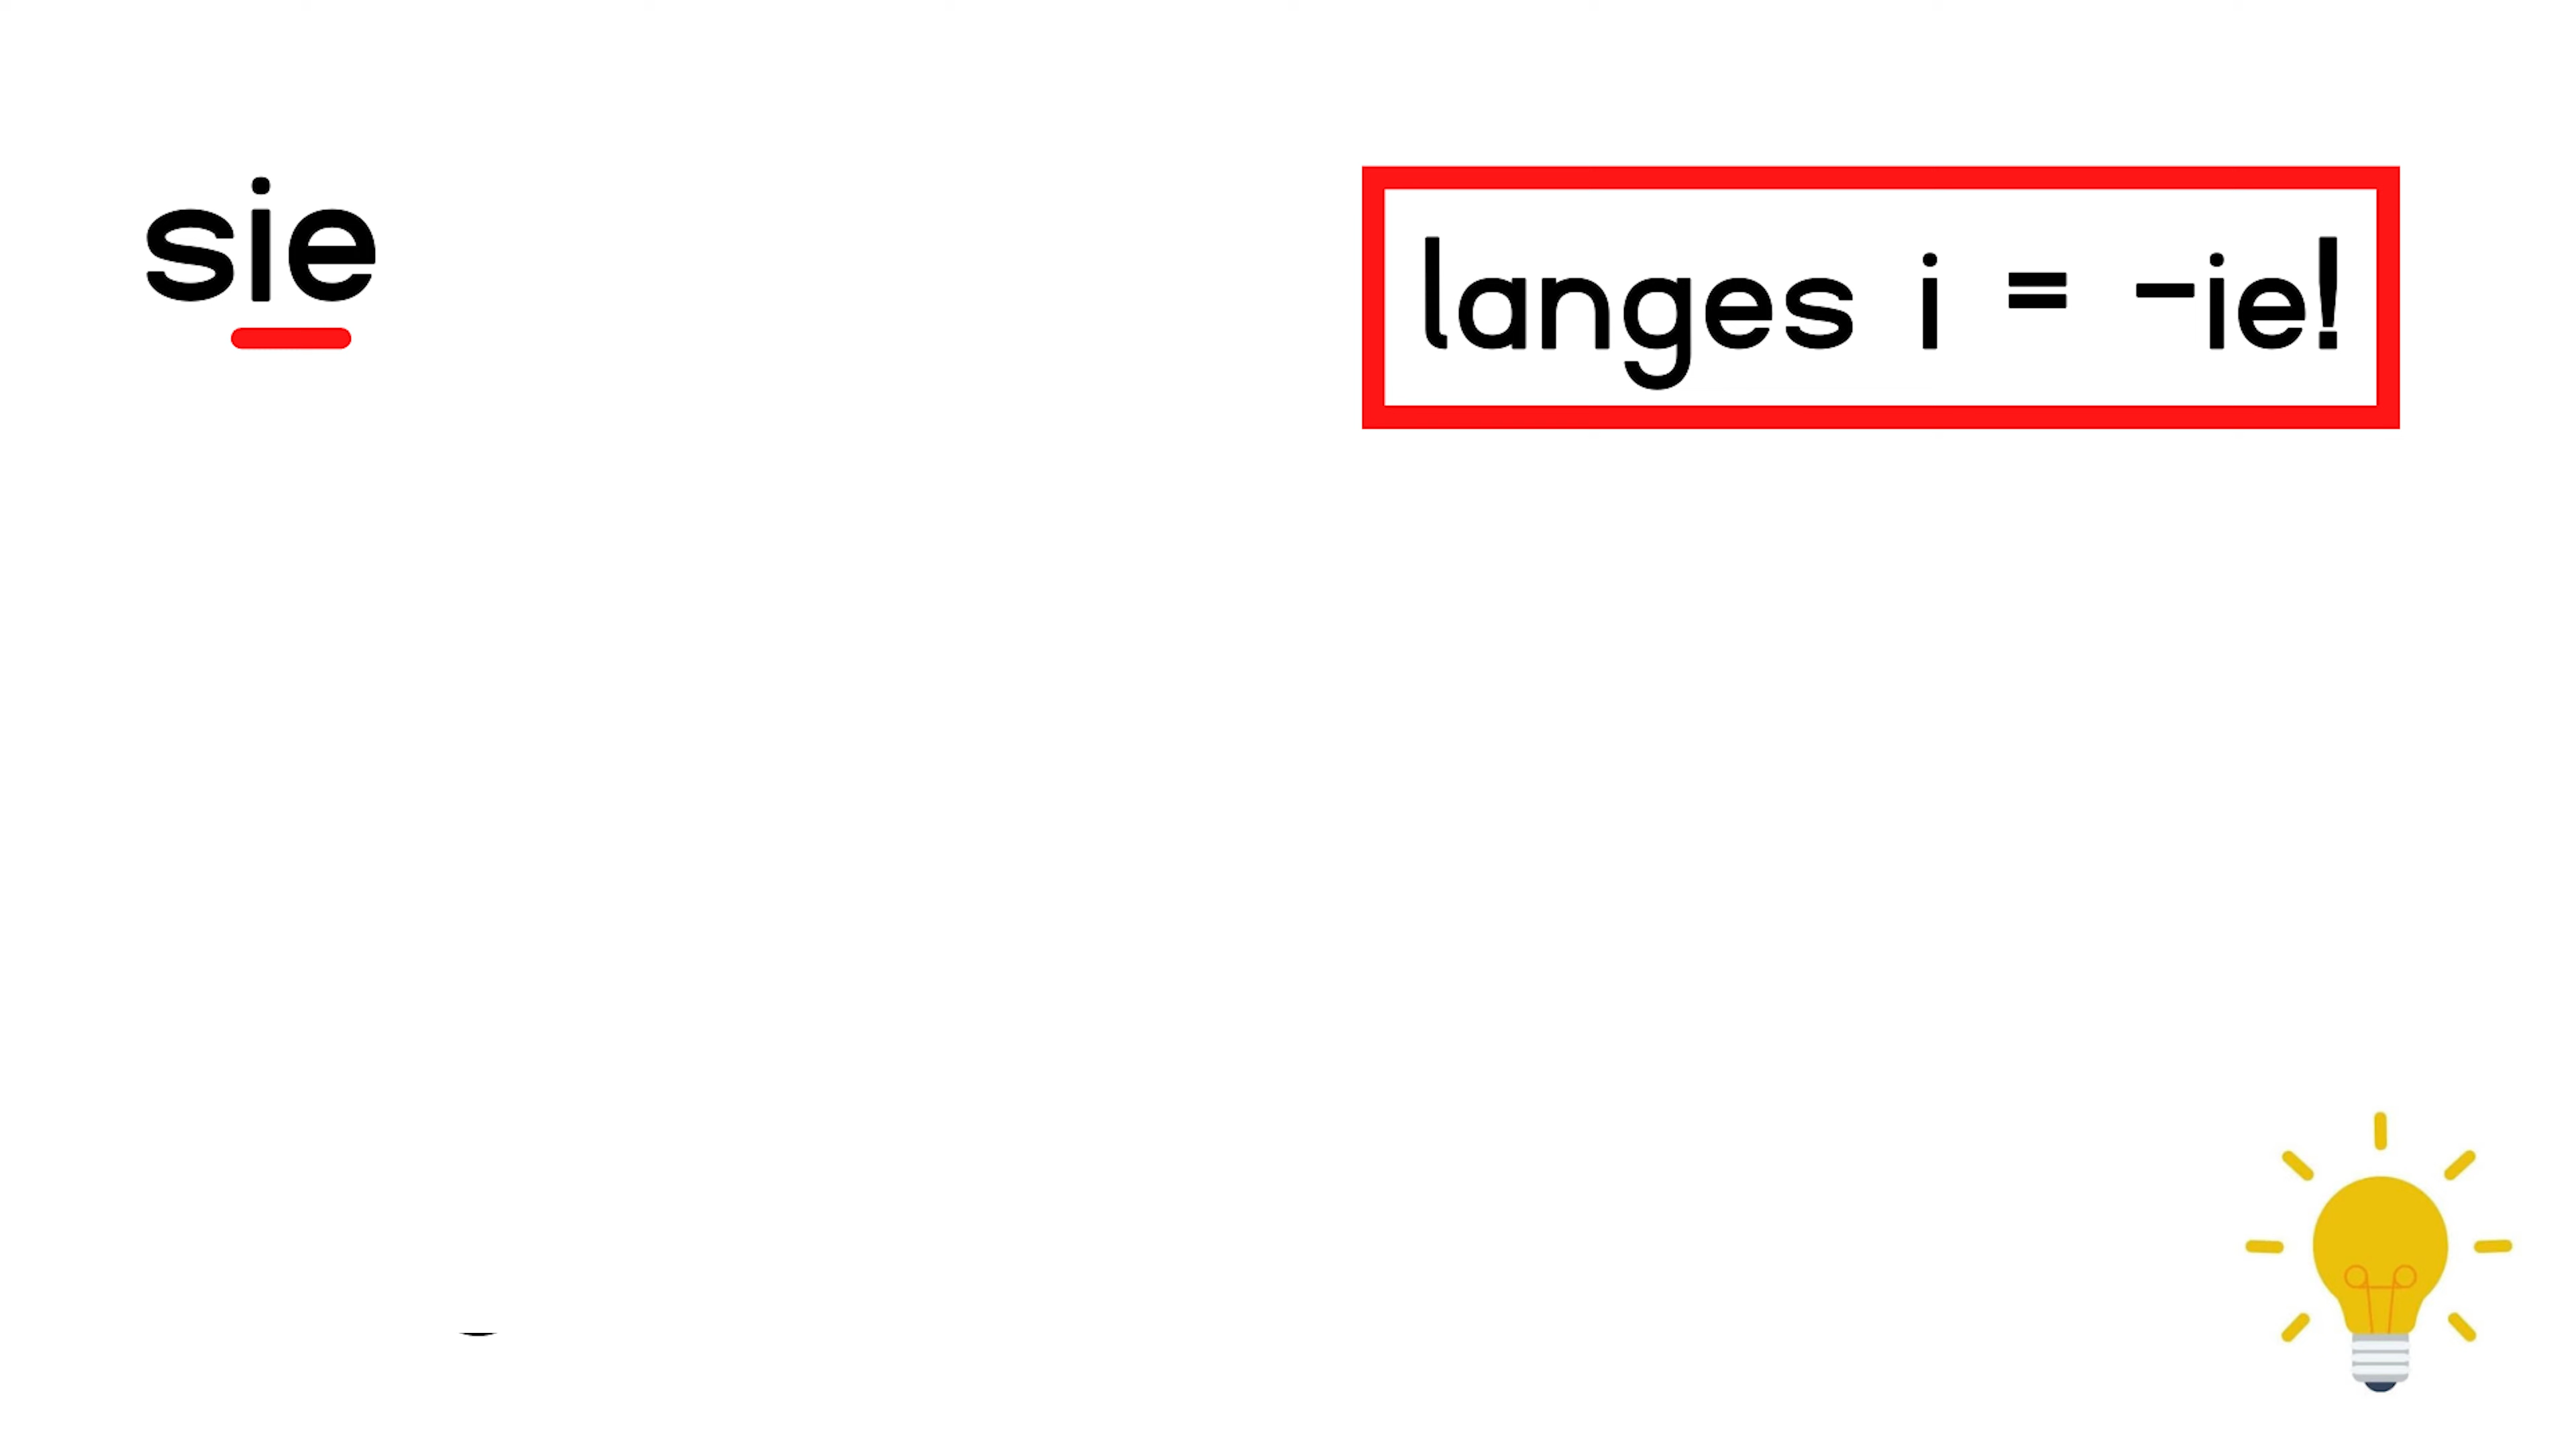 sie
langes i = -ie!